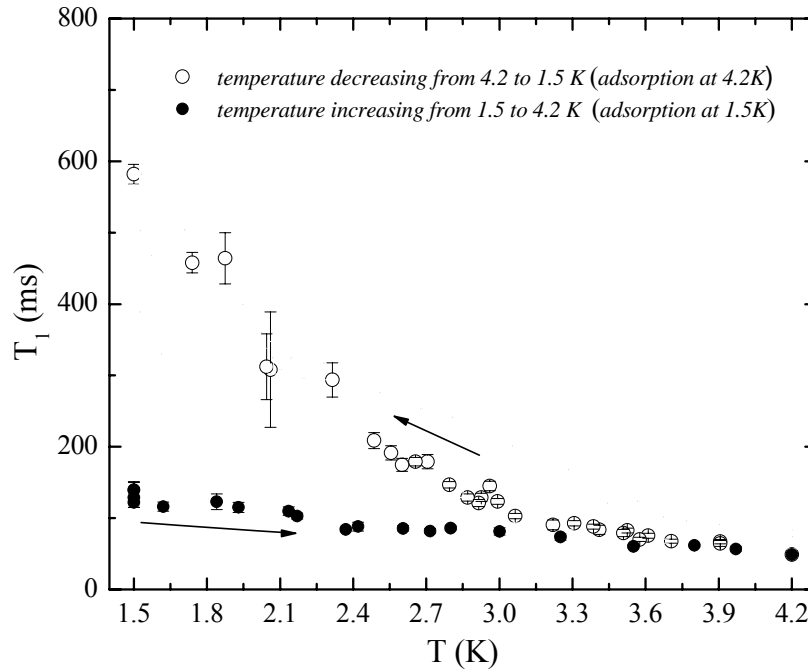 800
temperature decreasing from 4.2 to 1.5 K (adsorption at 4.2K)
temperature increasing from 1.5 to 4.2 K (adsorption at 1.5K)
600
400
200
0
T1 (ms)
1.5 1.8 2.1 2.4 2.7 3.0 3.3 3.6 3.9 4.2
T (K)